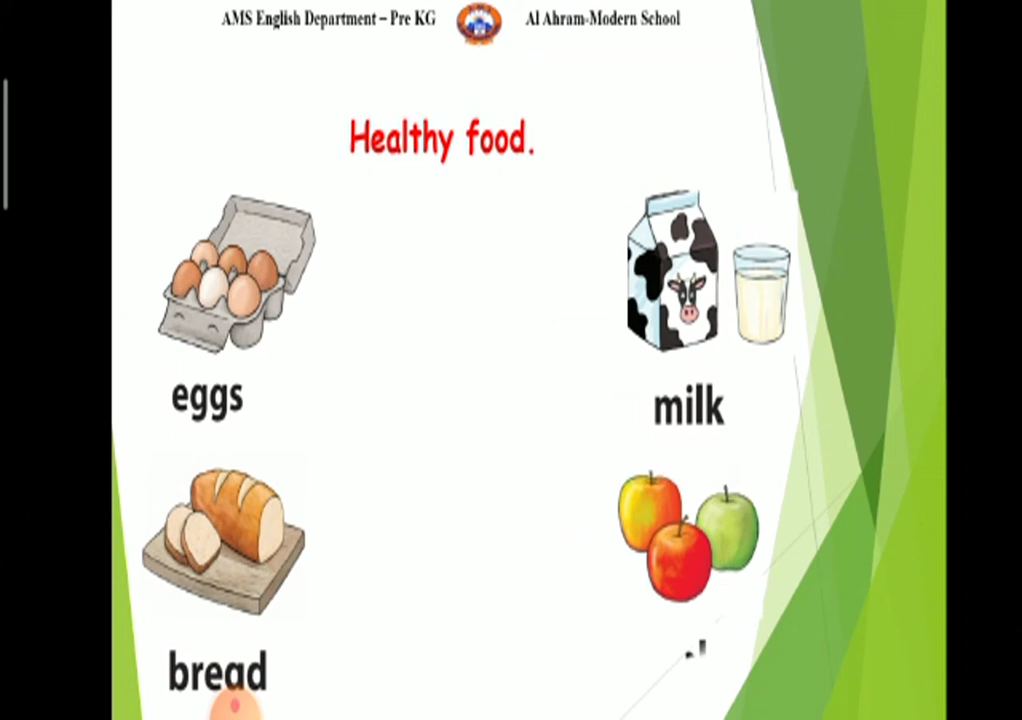 AMS English Department – Pre KG Al Ahram-Modern School
Healthy food.
eggs milk
bread